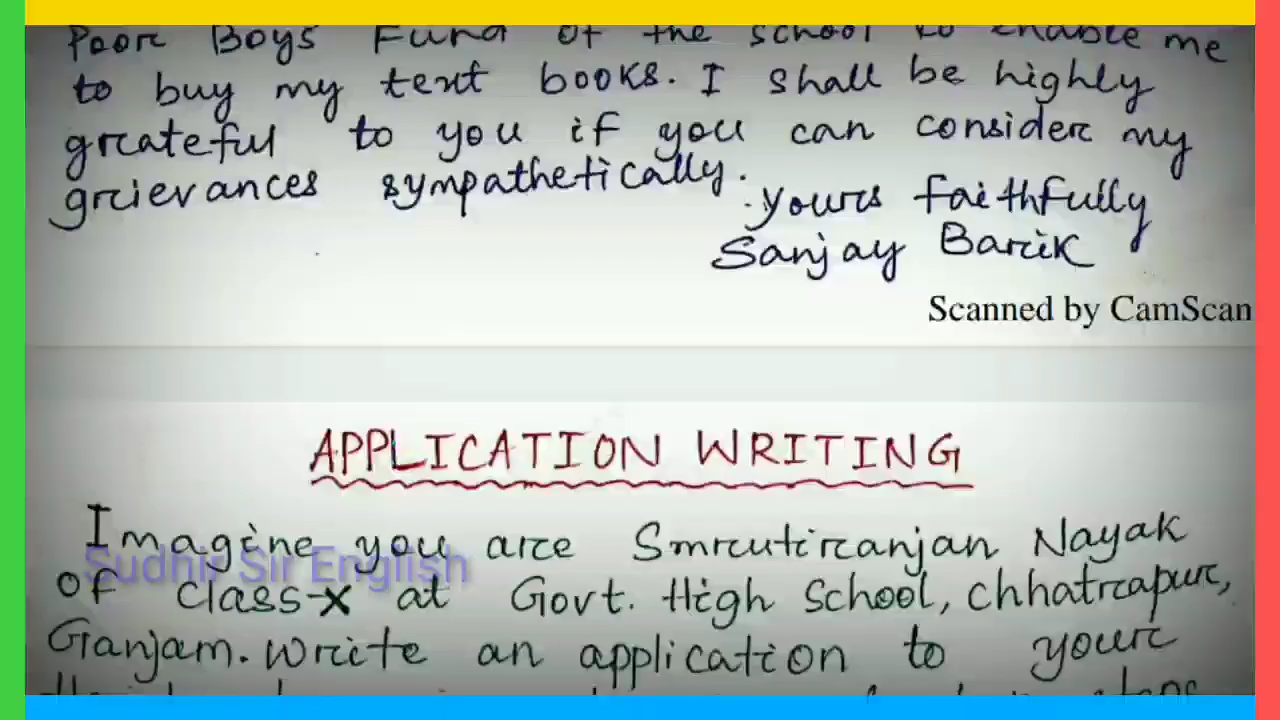 Poor Boys Fund of the school to enable me
to buy my text books. I shall be highly
grateful to you if you can consider my
grievances sympathetically.
Yours faithfully
Sanjay Barik
Scanned by CamScan
APPLICATION WRITING
Imagine you are Smrutiranjan Nayak
Sudhir Sir English
of class-X at Govt. High School, Chhatrapur,
Ganjam. Write an application to your